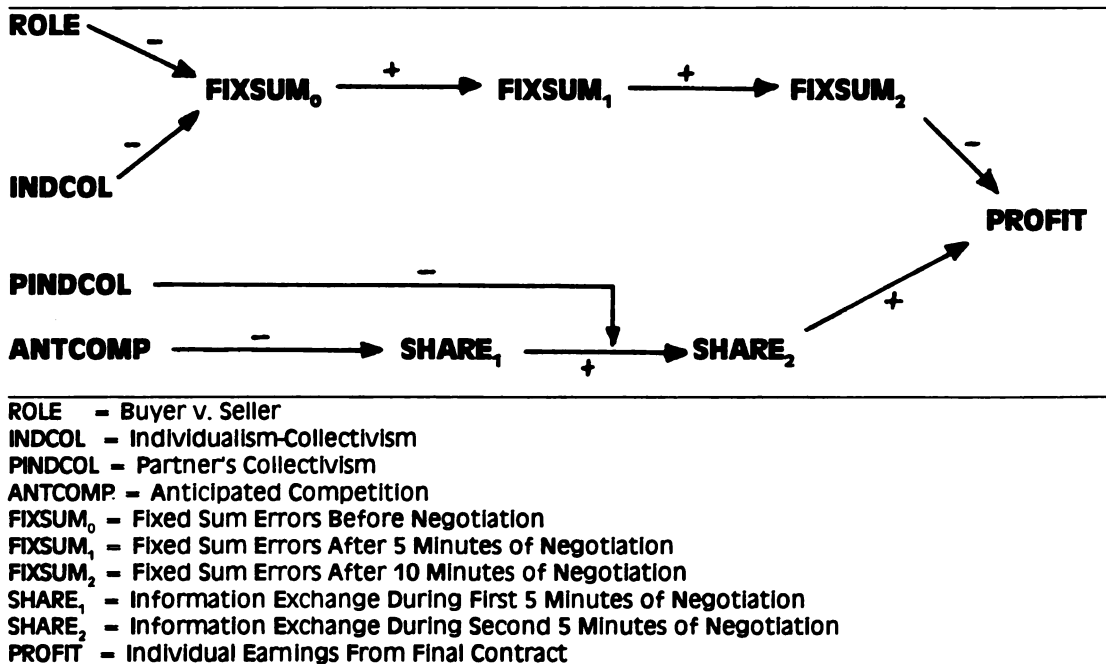 ROLE
−
FIXSUM₀ + FIXSUM₁ + FIXSUM₂
−
−
INDCOL
PROFIT
PINDCOL −
+
ANTCOMP − SHARE₁ + SHARE₂
ROLE = Buyer v. Seller
INDCOL = Individualism-Collectivism
PINDCOL = Partner's Collectivism
ANTCOMP = Anticipated Competition
FIXSUM₀ = Fixed Sum Errors Before Negotiation
FIXSUM₁ = Fixed Sum Errors After 5 Minutes of Negotiation
FIXSUM₂ = Fixed Sum Errors After 10 Minutes of Negotiation
SHARE₁ = Information Exchange During First 5 Minutes of Negotiation
SHARE₂ = Information Exchange During Second 5 Minutes of Negotiation
PROFIT = Individual Earnings From Final Contract